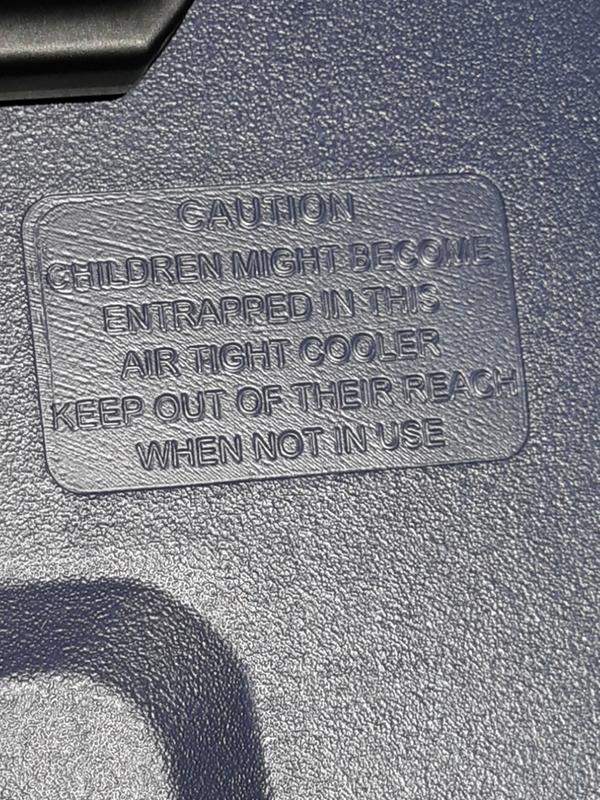 CAUTION
CHILDREN MIGHT BECOME
ENTRAPPED IN THIS
AIR TIGHT COOLER
KEEP OUT OF THEIR REACH
WHEN NOT IN USE